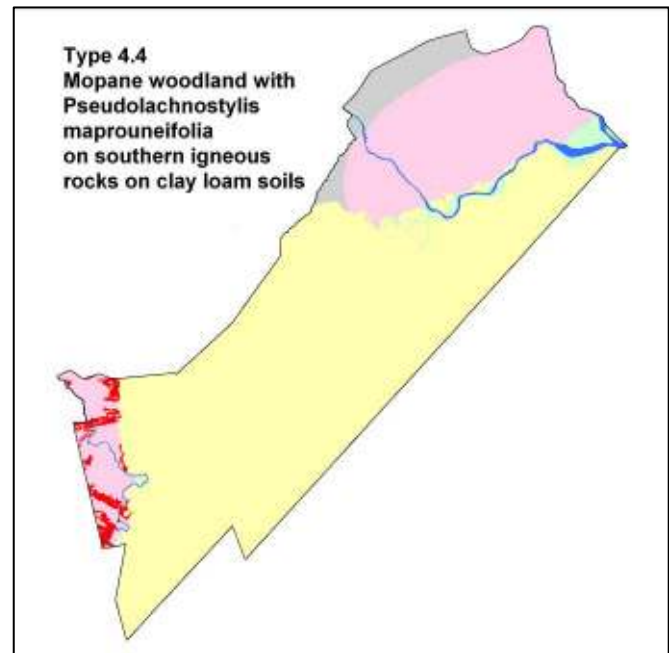 Type 4.4
Mopane woodland with
Pseudolachnostylis
maprouneifolia
on southern igneous
rocks on clay loam soils